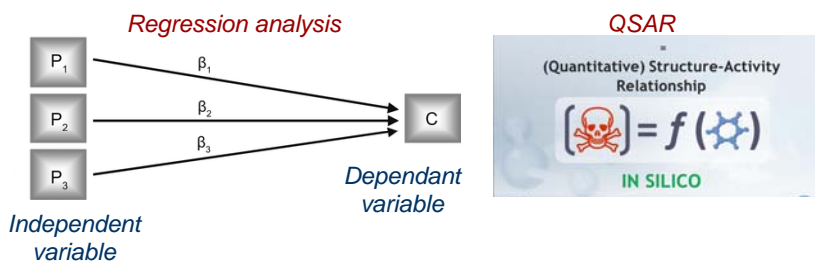 Regression analysis
P1
P2
P3
β1
β2
β3
C
Independent
variable
Dependant
variable
QSAR
=
(Quantitative) Structure-Activity
Relationship
[ ] = f ( )
IN SILICO